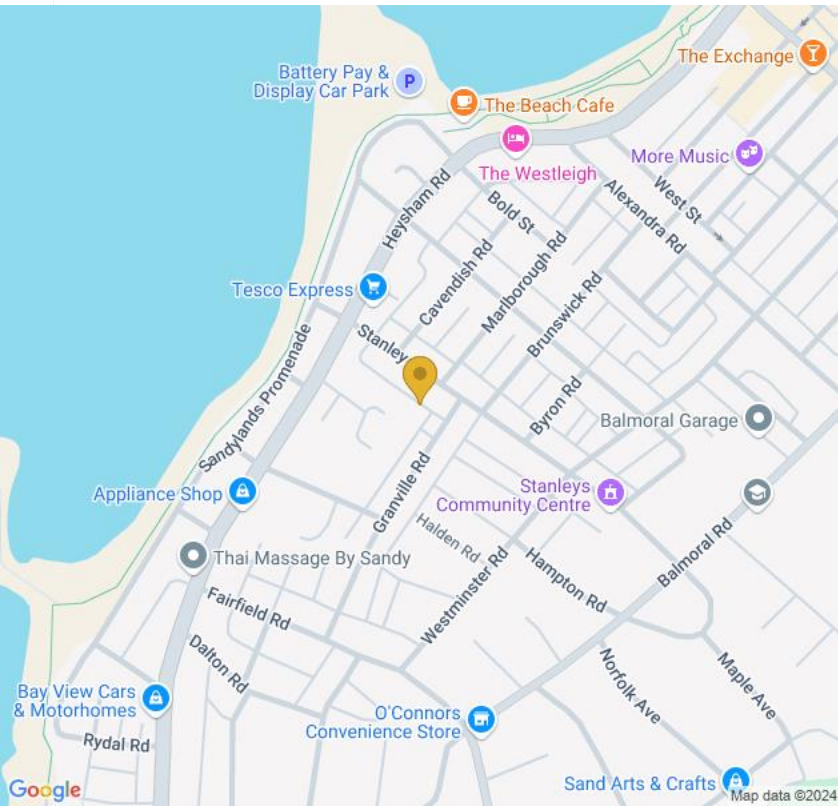 The Exchange
Battery Pay &
Display Car Park
The Beach Cafe
More Music
The Westleigh
West St
Alexandra Rd
Heysham Rd
Bold St
Cavendish Rd
Marlborough Rd
Tesco Express
Brunswick Rd
Stanley
Sandylands Promenade
Byron Rd
Balmoral Garage
Granville Rd
Appliance Shop
Stanleys
Community Centre
Halden Rd
Balmoral Rd
Thai Massage By Sandy
Westminster Rd
Hampton Rd
Fairfield Rd
Dalton Rd
Norfolk Ave
Maple Ave
Bay View Cars
& Motorhomes
O'Connors
Convenience Store
Rydal Rd
Sand Arts & Crafts
Google
Map data ©2024
P